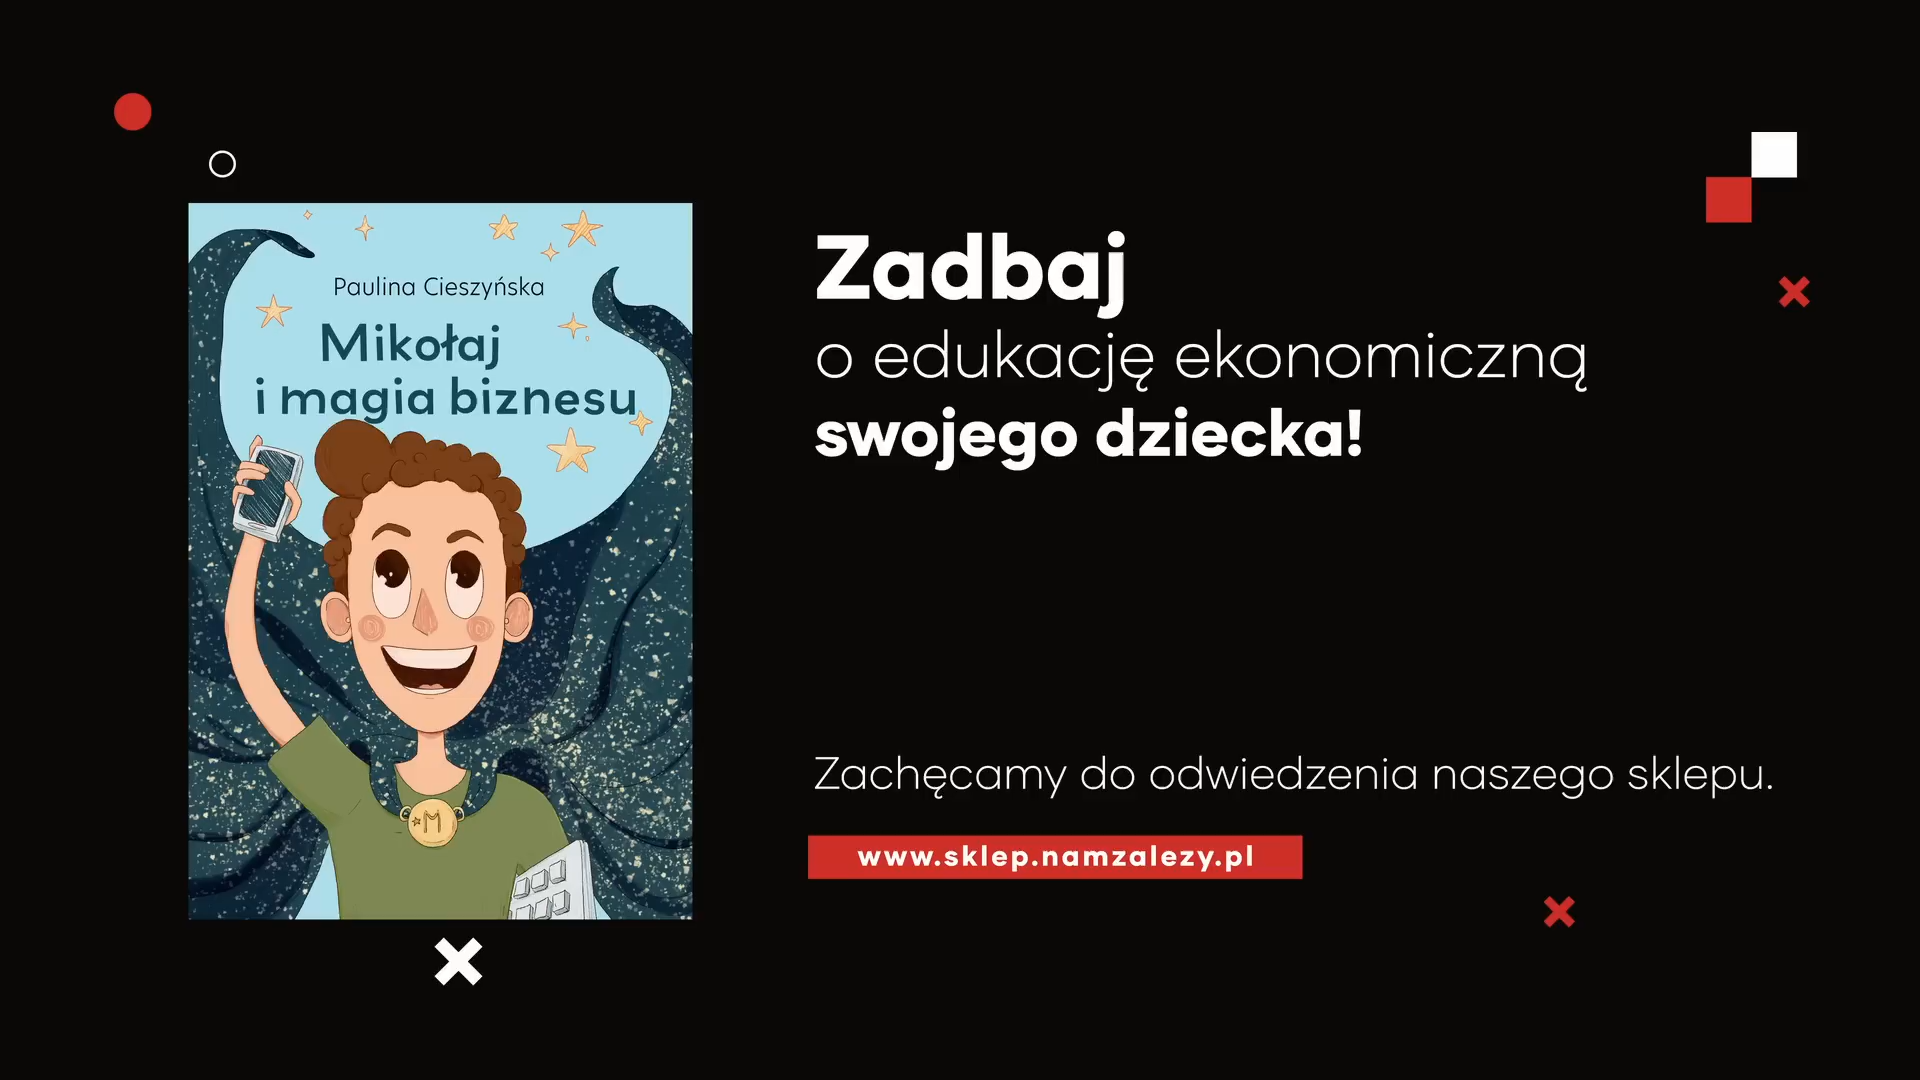 Paulina Cieszyńska
Mikołaj
i magia biznesu
M
Zadbaj
o edukację ekonomiczną
swojego dziecka!
Zachęcamy do odwiedzenia naszego sklepu.
www.sklep.namzalezy.pl